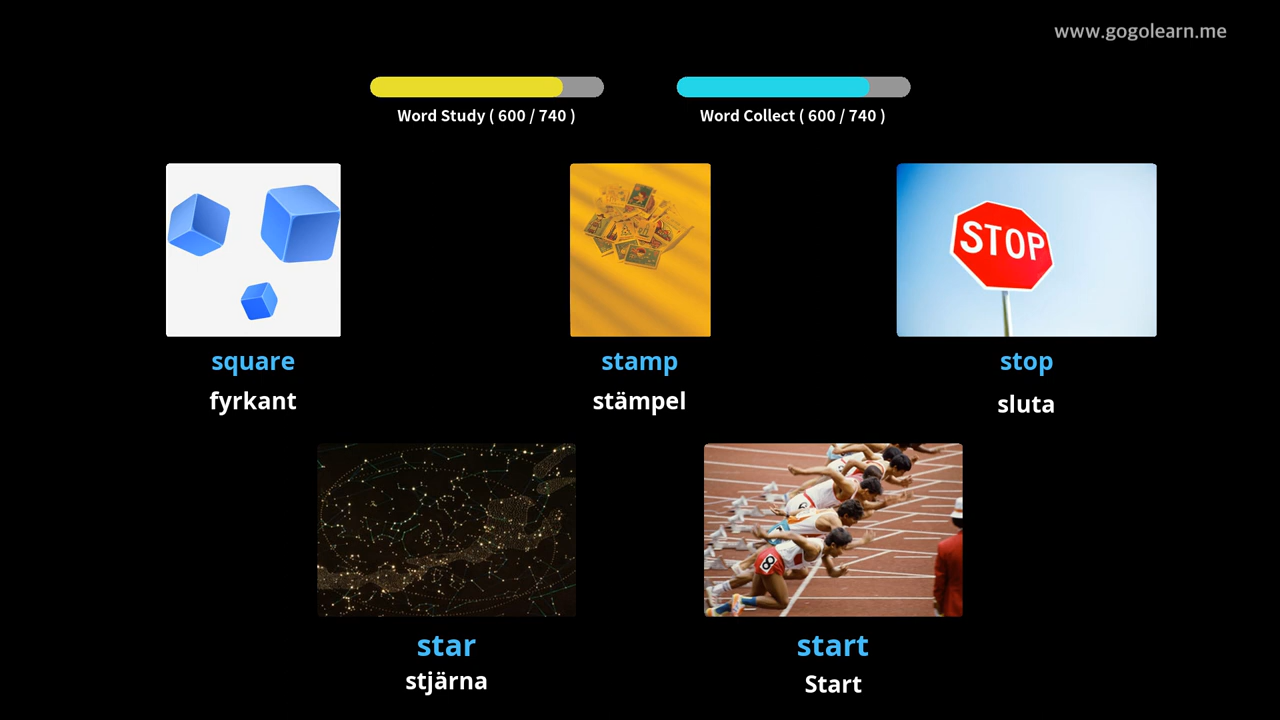 www.gogolearn.me
Word Study ( 600 / 740 )
Word Collect ( 600 / 740 )
STOP
square
stamp
stop
fyrkant
stämpel
sluta
8
star
start
stjärna
Start